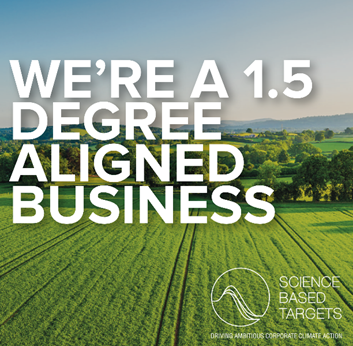 WE'RE A 1.5
DEGREE
ALIGNED
BUSINESS
SCIENCE
BASED
TARGETS
DRIVING AMBITIOUS CORPORATE CLIMATE ACTION